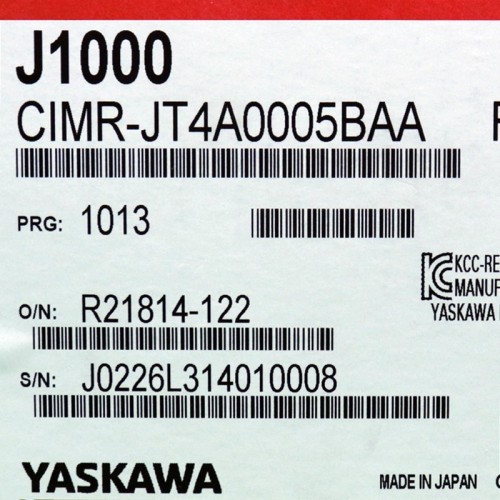 J1000
CIMR-JT4A0005BAA
PRG: 1013
KCC-RE
MANUF
YASKAWA
O/N: R21814-122
S/N: J0226L314010008
YASKAWA
MADE IN JAPAN